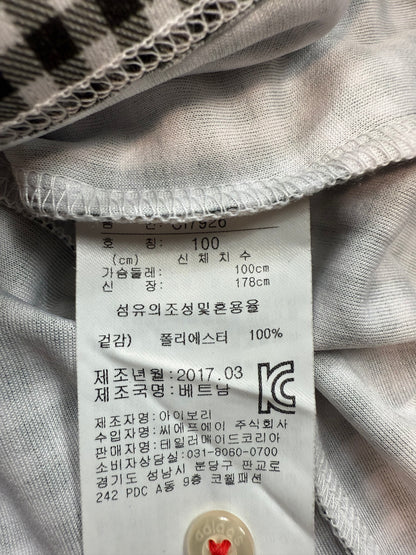 호 칭: 100
(cm) 신 체 치 수
가슴둘레: 100cm
신 장: 178cm
섬유의조성및혼용율
겉감) 폴리에스터 100%
제조년월:2017.03
제조국명:베트남
제조자명:아이보리
수입자명:씨에프에이 주식회사
판매자명:테일러메이드코리아
소비자상담실:031-8060-0700
경기도 성남시 분당구 판교로
242 PDC A동 9층 코웰패션
adidas